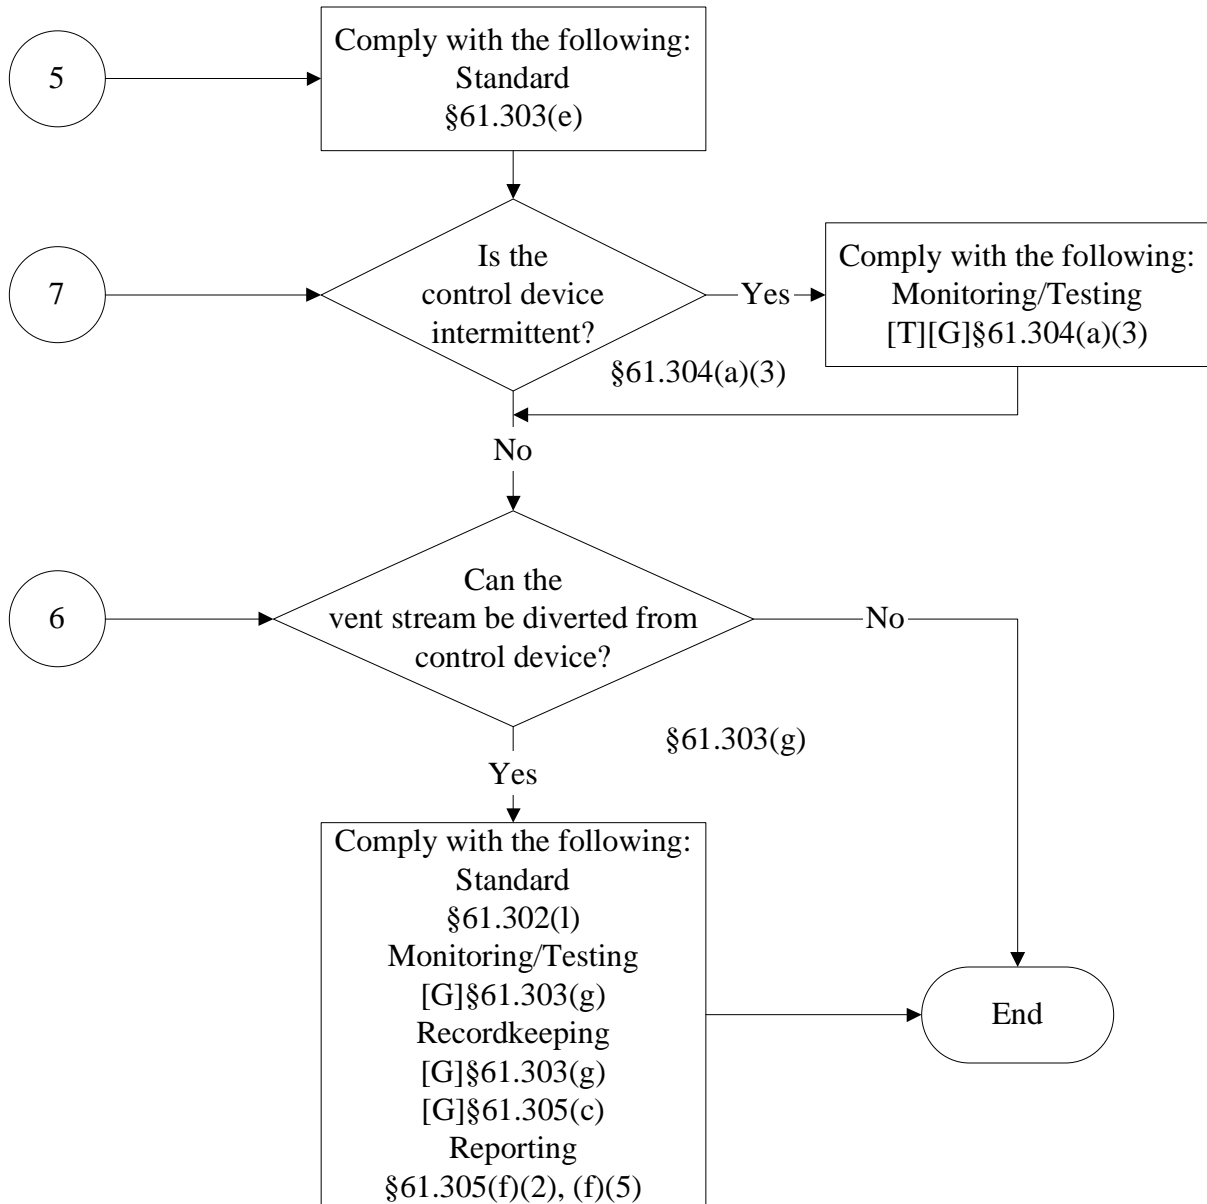 5
Comply with the following:
Standard
§61.303(e)
7
Is the
control device
intermittent?
§61.304(a)(3)
Yes
Comply with the following:
Monitoring/Testing
[T][G]§61.304(a)(3)
No
6
Can the
vent stream be diverted from
control device?
§61.303(g)
No
Yes
Comply with the following:
Standard
§61.302(l)
Monitoring/Testing
[G]§61.303(g)
Recordkeeping
[G]§61.303(g)
[G]§61.305(c)
Reporting
§61.305(f)(2), (f)(5)
End